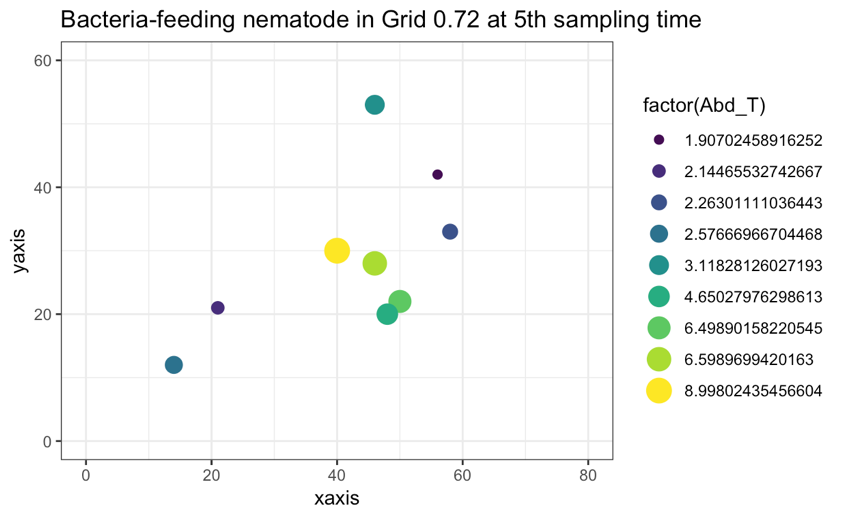 Bacteria-feeding nematode in Grid 0.72 at 5th sampling time
60
40
20
0
yaxis
0 20 40 60 80
xaxis
factor(Abd_T)
1.90702458916252
2.14465532742667
2.26301111036443
2.57666966704468
3.11828126027193
4.65027976298613
6.49890158220545
6.5989699420163
8.99802435456604